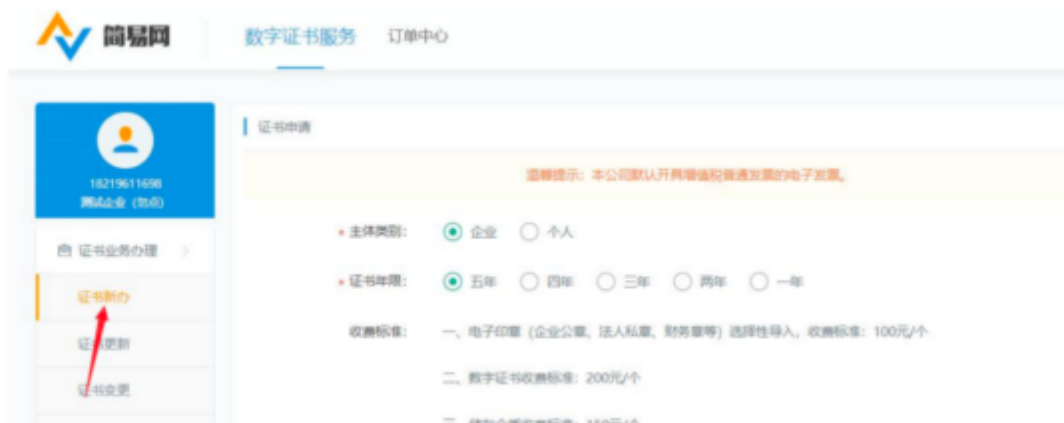 简易网
数字证书服务 订单中心
证书申请
18219611698
测试企业（勿点）
温馨提示：本公司默认开具增值税普通发票的电子发票。
* 主体类别： 企业 个人
证书业务办理
* 证书年限： 五年 四年 三年 两年 一年
证书新办
收费标准： 一、电子印章（企业公章、法人私章、财务章等）选择性导入，收费标准：100元/个
证书更新
二、数字证书收费标准：200元/个
证书变更